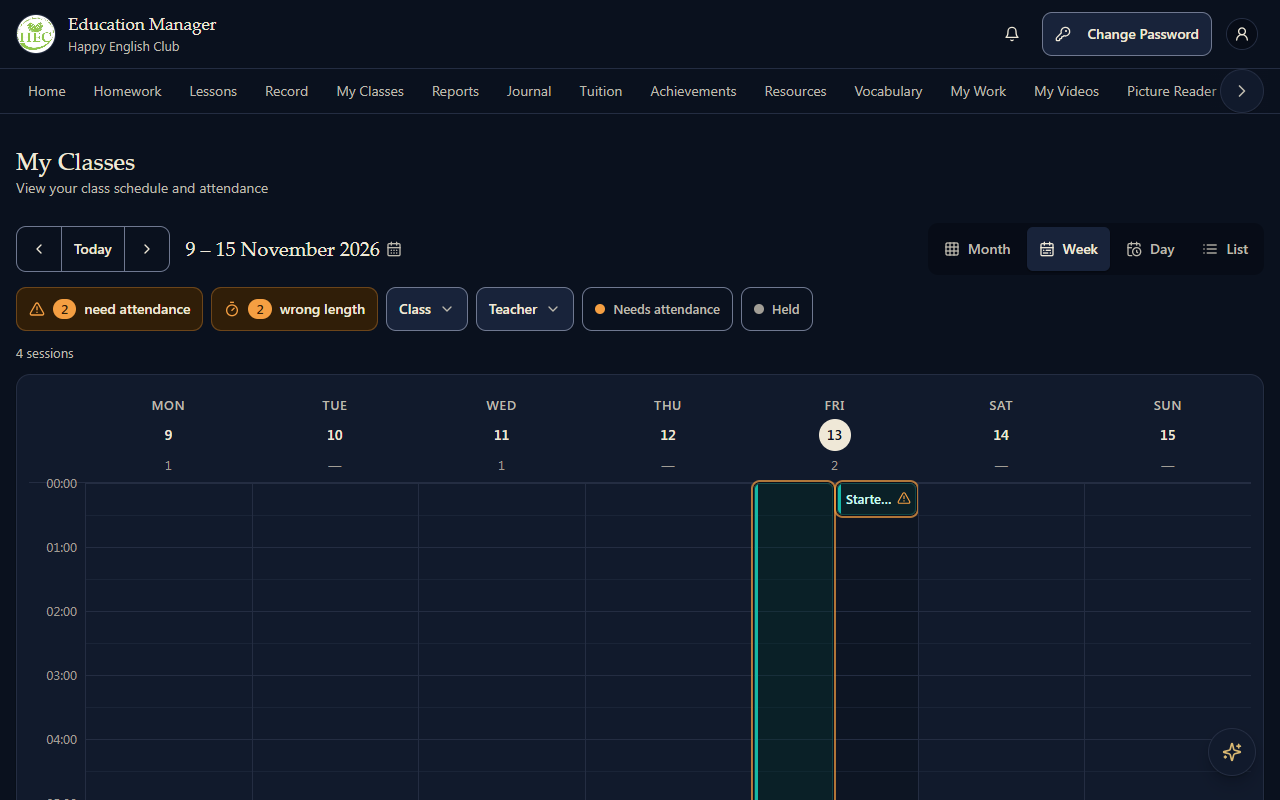 HEC
Education Manager
Happy English Club
Change Password
Home Homework Lessons Record My Classes Reports Journal Tuition Achievements Resources Vocabulary My Work My Videos Picture Reader
My Classes
View your class schedule and attendance
Today
9 – 15 November 2026
Month Week Day List
2 need attendance
2 wrong length
Class Teacher Needs attendance Held
4 sessions
MON TUE WED THU FRI SAT SUN
9 10 11 12 13 14 15
1 — 1 — 2 — —
00:00
Starte...
01:00
02:00
03:00
04:00